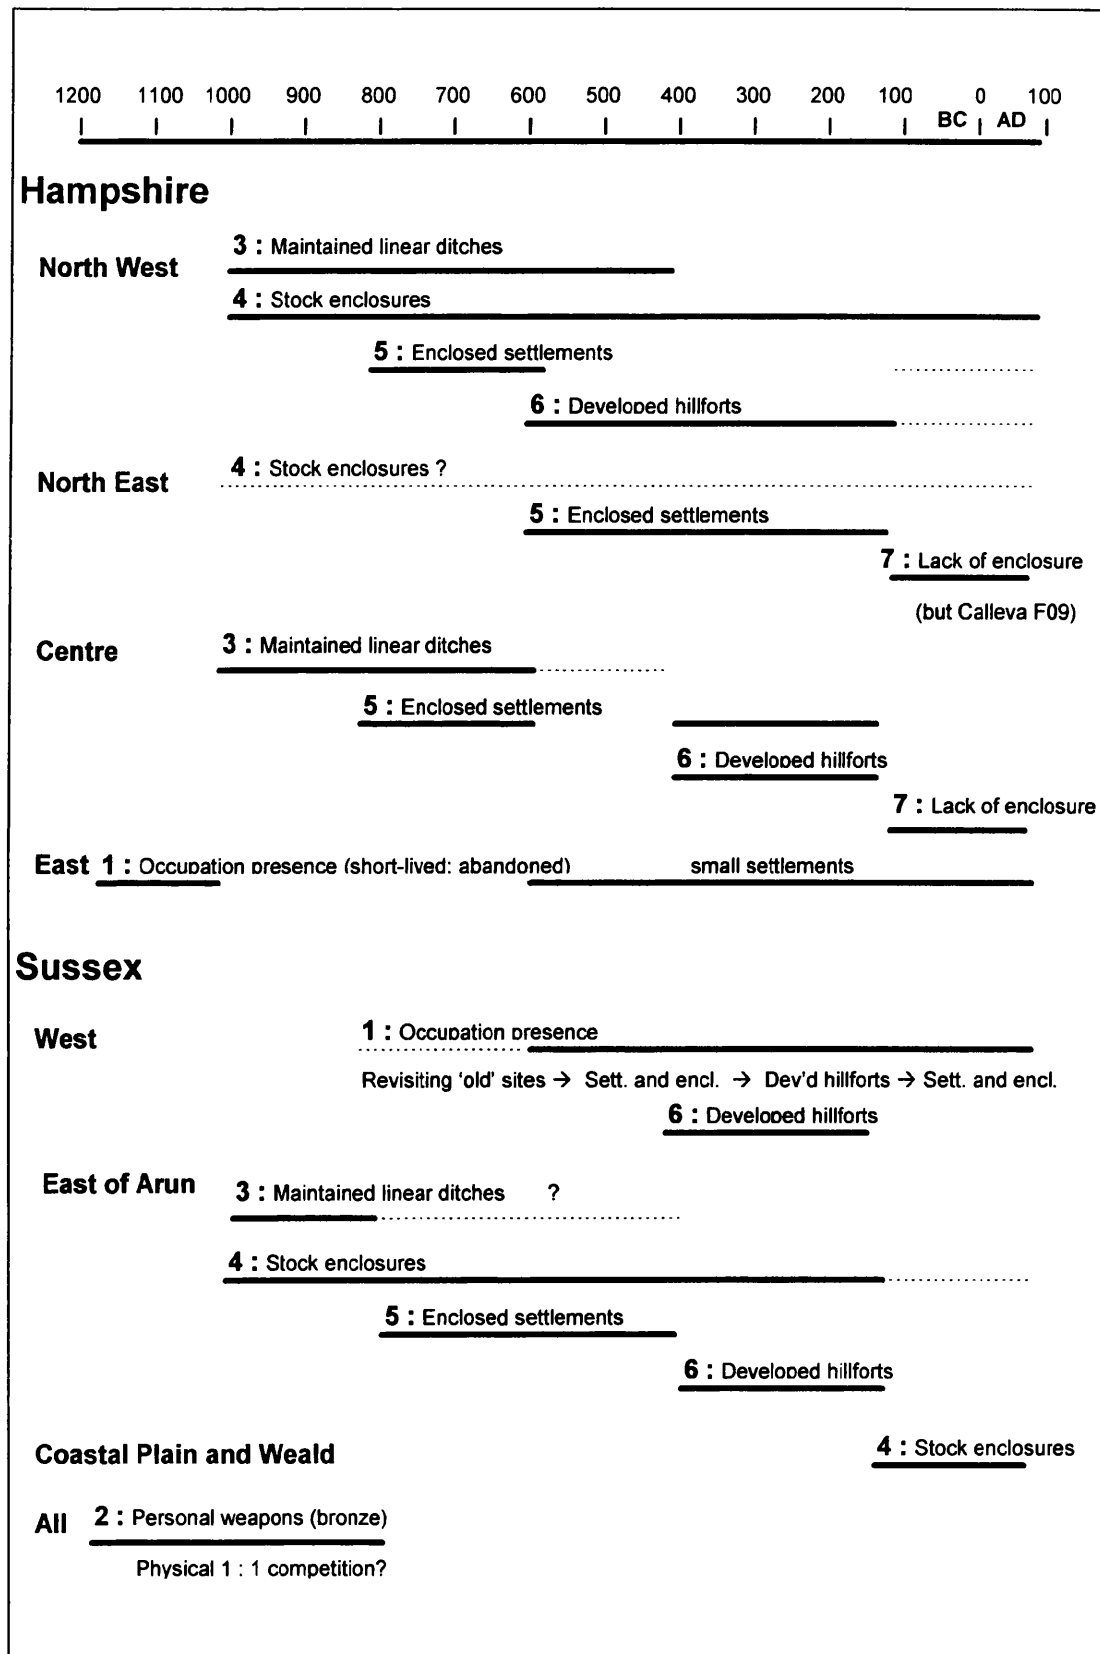 1200 1100 1000 900 800 700 600 500 400 300 200 100 0 100
BC AD
Hampshire
North West
3 : Maintained linear ditches
4 : Stock enclosures
5 : Enclosed settlements
6 : Developed hillforts
North East
4 : Stock enclosures ?
5 : Enclosed settlements
7 : Lack of enclosure
(but Calleva F09)
Centre
3 : Maintained linear ditches
5 : Enclosed settlements
6 : Developed hillforts
7 : Lack of enclosure
East 1 : Occupation presence (short-lived: abandoned) small settlements
Sussex
West
1 : Occupation presence
Revisiting 'old' sites → Sett. and encl. → Dev'd hillforts → Sett. and encl.
6 : Developed hillforts
East of Arun
3 : Maintained linear ditches ?
4 : Stock enclosures
5 : Enclosed settlements
6 : Developed hillforts
Coastal Plain and Weald
4 : Stock enclosures
All 2 : Personal weapons (bronze)
Physical 1 : 1 competition?